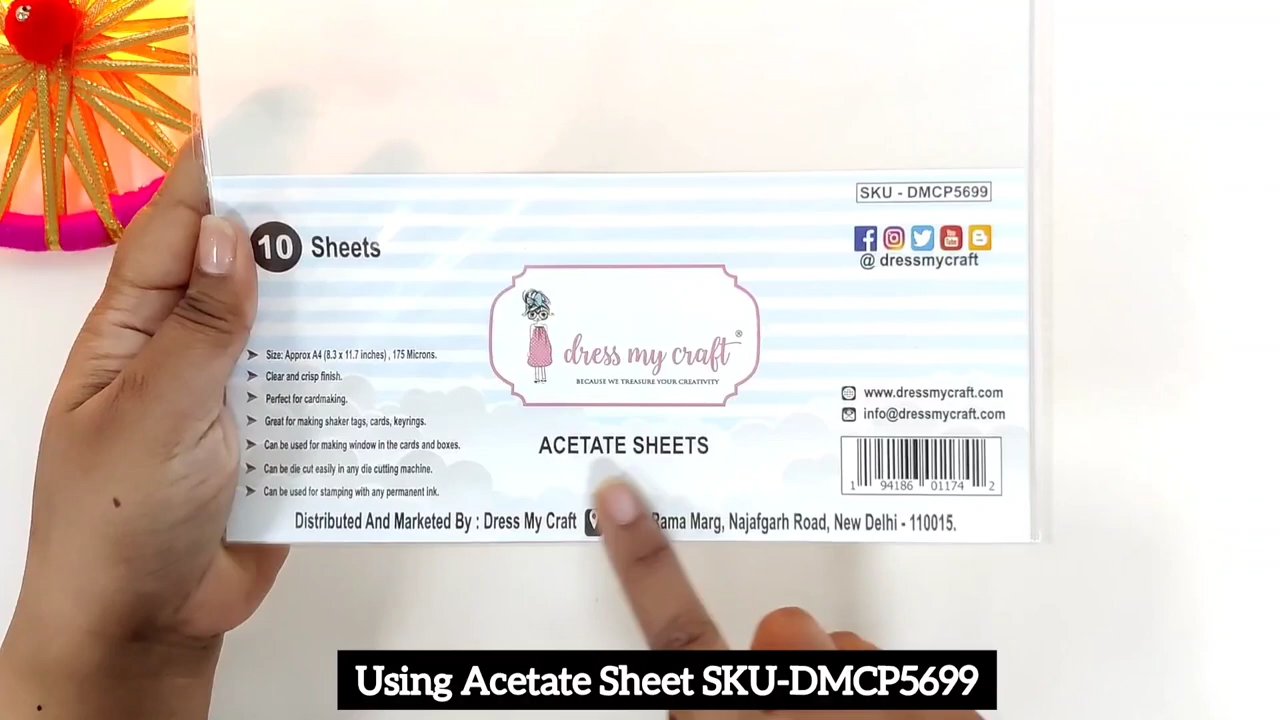 SKU - DMCP5699
10 Sheets
@ dressmycraft
dress my craft®
BECAUSE WE TREASURE YOUR CREATIVITY
Size: Approx A4 (8.3 x 11.7 inches) , 175 Microns.
Clear and crisp finish.
Perfect for cardmaking.
Great for making shaker tags, cards, keyrings.
Can be used for making window in the cards and boxes.
Can be die cut easily in any die cutting machine.
Can be used for stamping with any permanent ink.
ACETATE SHEETS
www.dressmycraft.com
info@dressmycraft.com
1 94186 01174 2
Distributed And Marketed By : Dress My Craft Rama Marg, Najafgarh Road, New Delhi - 110015.
Using Acetate Sheet SKU-DMCP5699